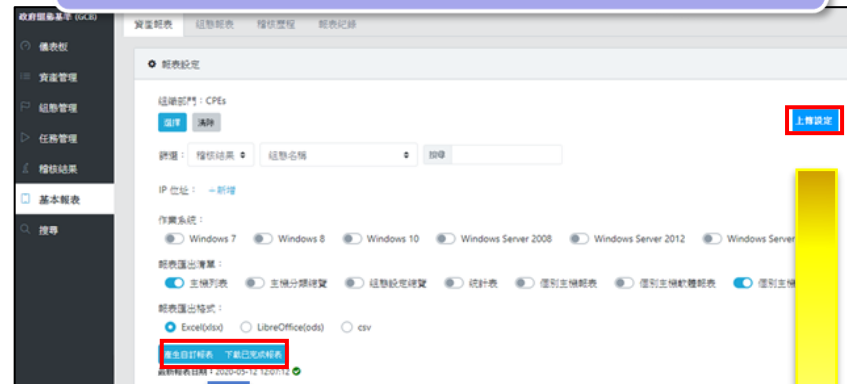 政府組態基準 (GCB)
儀表板
資產管理
組態管理
任務管理
稽核結果
基本報表
搜尋
資產報表 組態報表 稽核歷程 報表紀錄
報表設定
組織部門：CPEs
選擇 清除
上傳設定
篩選： 稽核結果 組態名稱 搜尋
IP 位址： +新增
作業系統：
Windows 7 Windows 8 Windows 10 Windows Server 2008 Windows Server 2012 Windows Server
報表匯出清單：
主機列表 主機分類總覽 組態設定總覽 統計表 個別主機報表 個別主機軟體報表 個別主機
報表匯出格式：
Excel(xlsx) LibreOffice(ods) csv
產生自訂報表 下載已完成報表
最新報表日期：2020-05-12 12:07:12